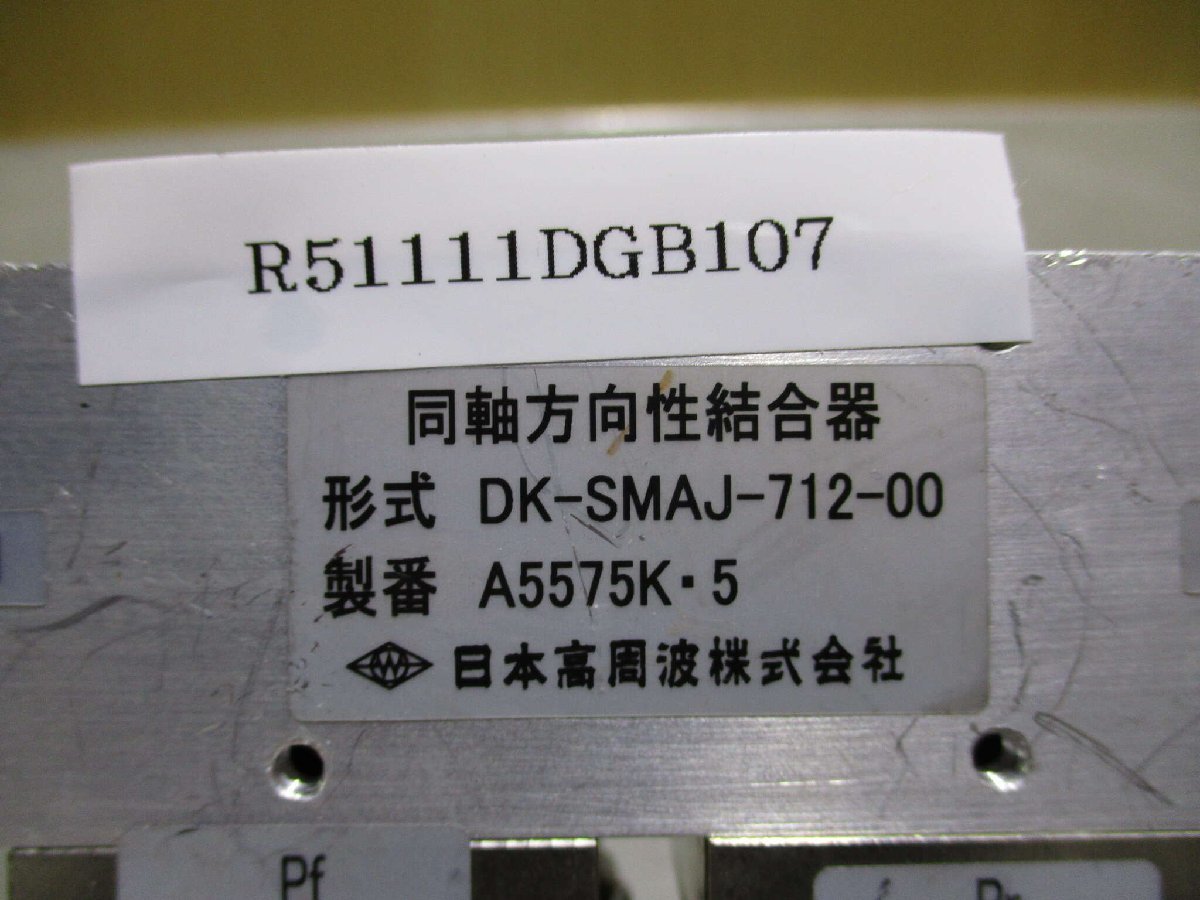 R51111DGB107
同軸方向性結合器
形式 DK-SMAJ-712-00
製番 A5575K・5
日本高周波株式会社
Pf
Pr